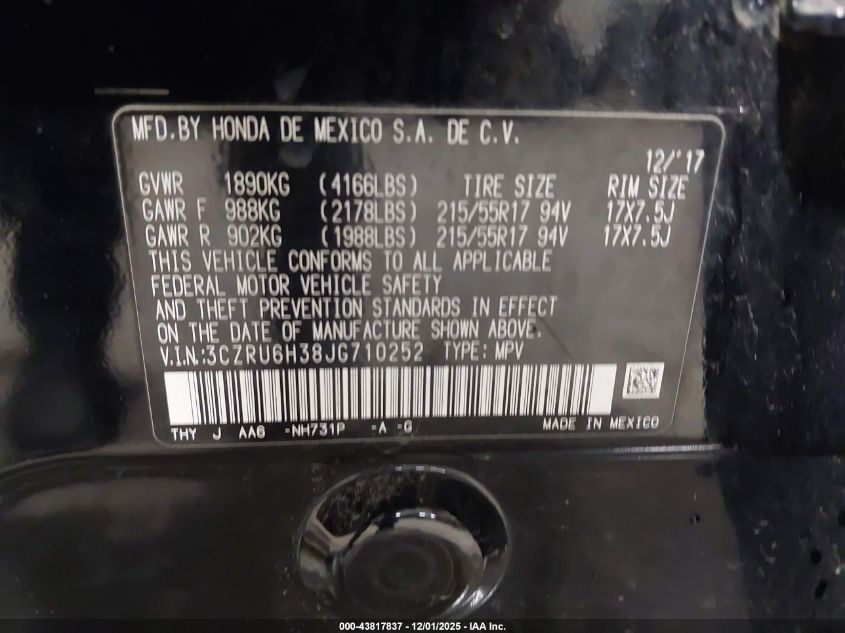 MFD. BY HONDA DE MEXICO S.A. DE C.V.
12/'17
GVWR 1890KG (4166LBS) TIRE SIZE RIM SIZE
GAWR F 988KG (2178LBS) 215/55R17 94V 17X7.5J
GAWR R 902KG (1988LBS) 215/55R17 94V 17X7.5J
THIS VEHICLE CONFORMS TO ALL APPLICABLE
FEDERAL MOTOR VEHICLE SAFETY
AND THEFT PREVENTION STANDARDS IN EFFECT
ON THE DATE OF MANUFACTURE SHOWN ABOVE.
V.I.N.:3CZRU6H38JG710252 TYPE: MPV
THY J AA6 -NH731P -A -G MADE IN MEXICO
000-43817837 - 12/01/2025 - IAA Inc.